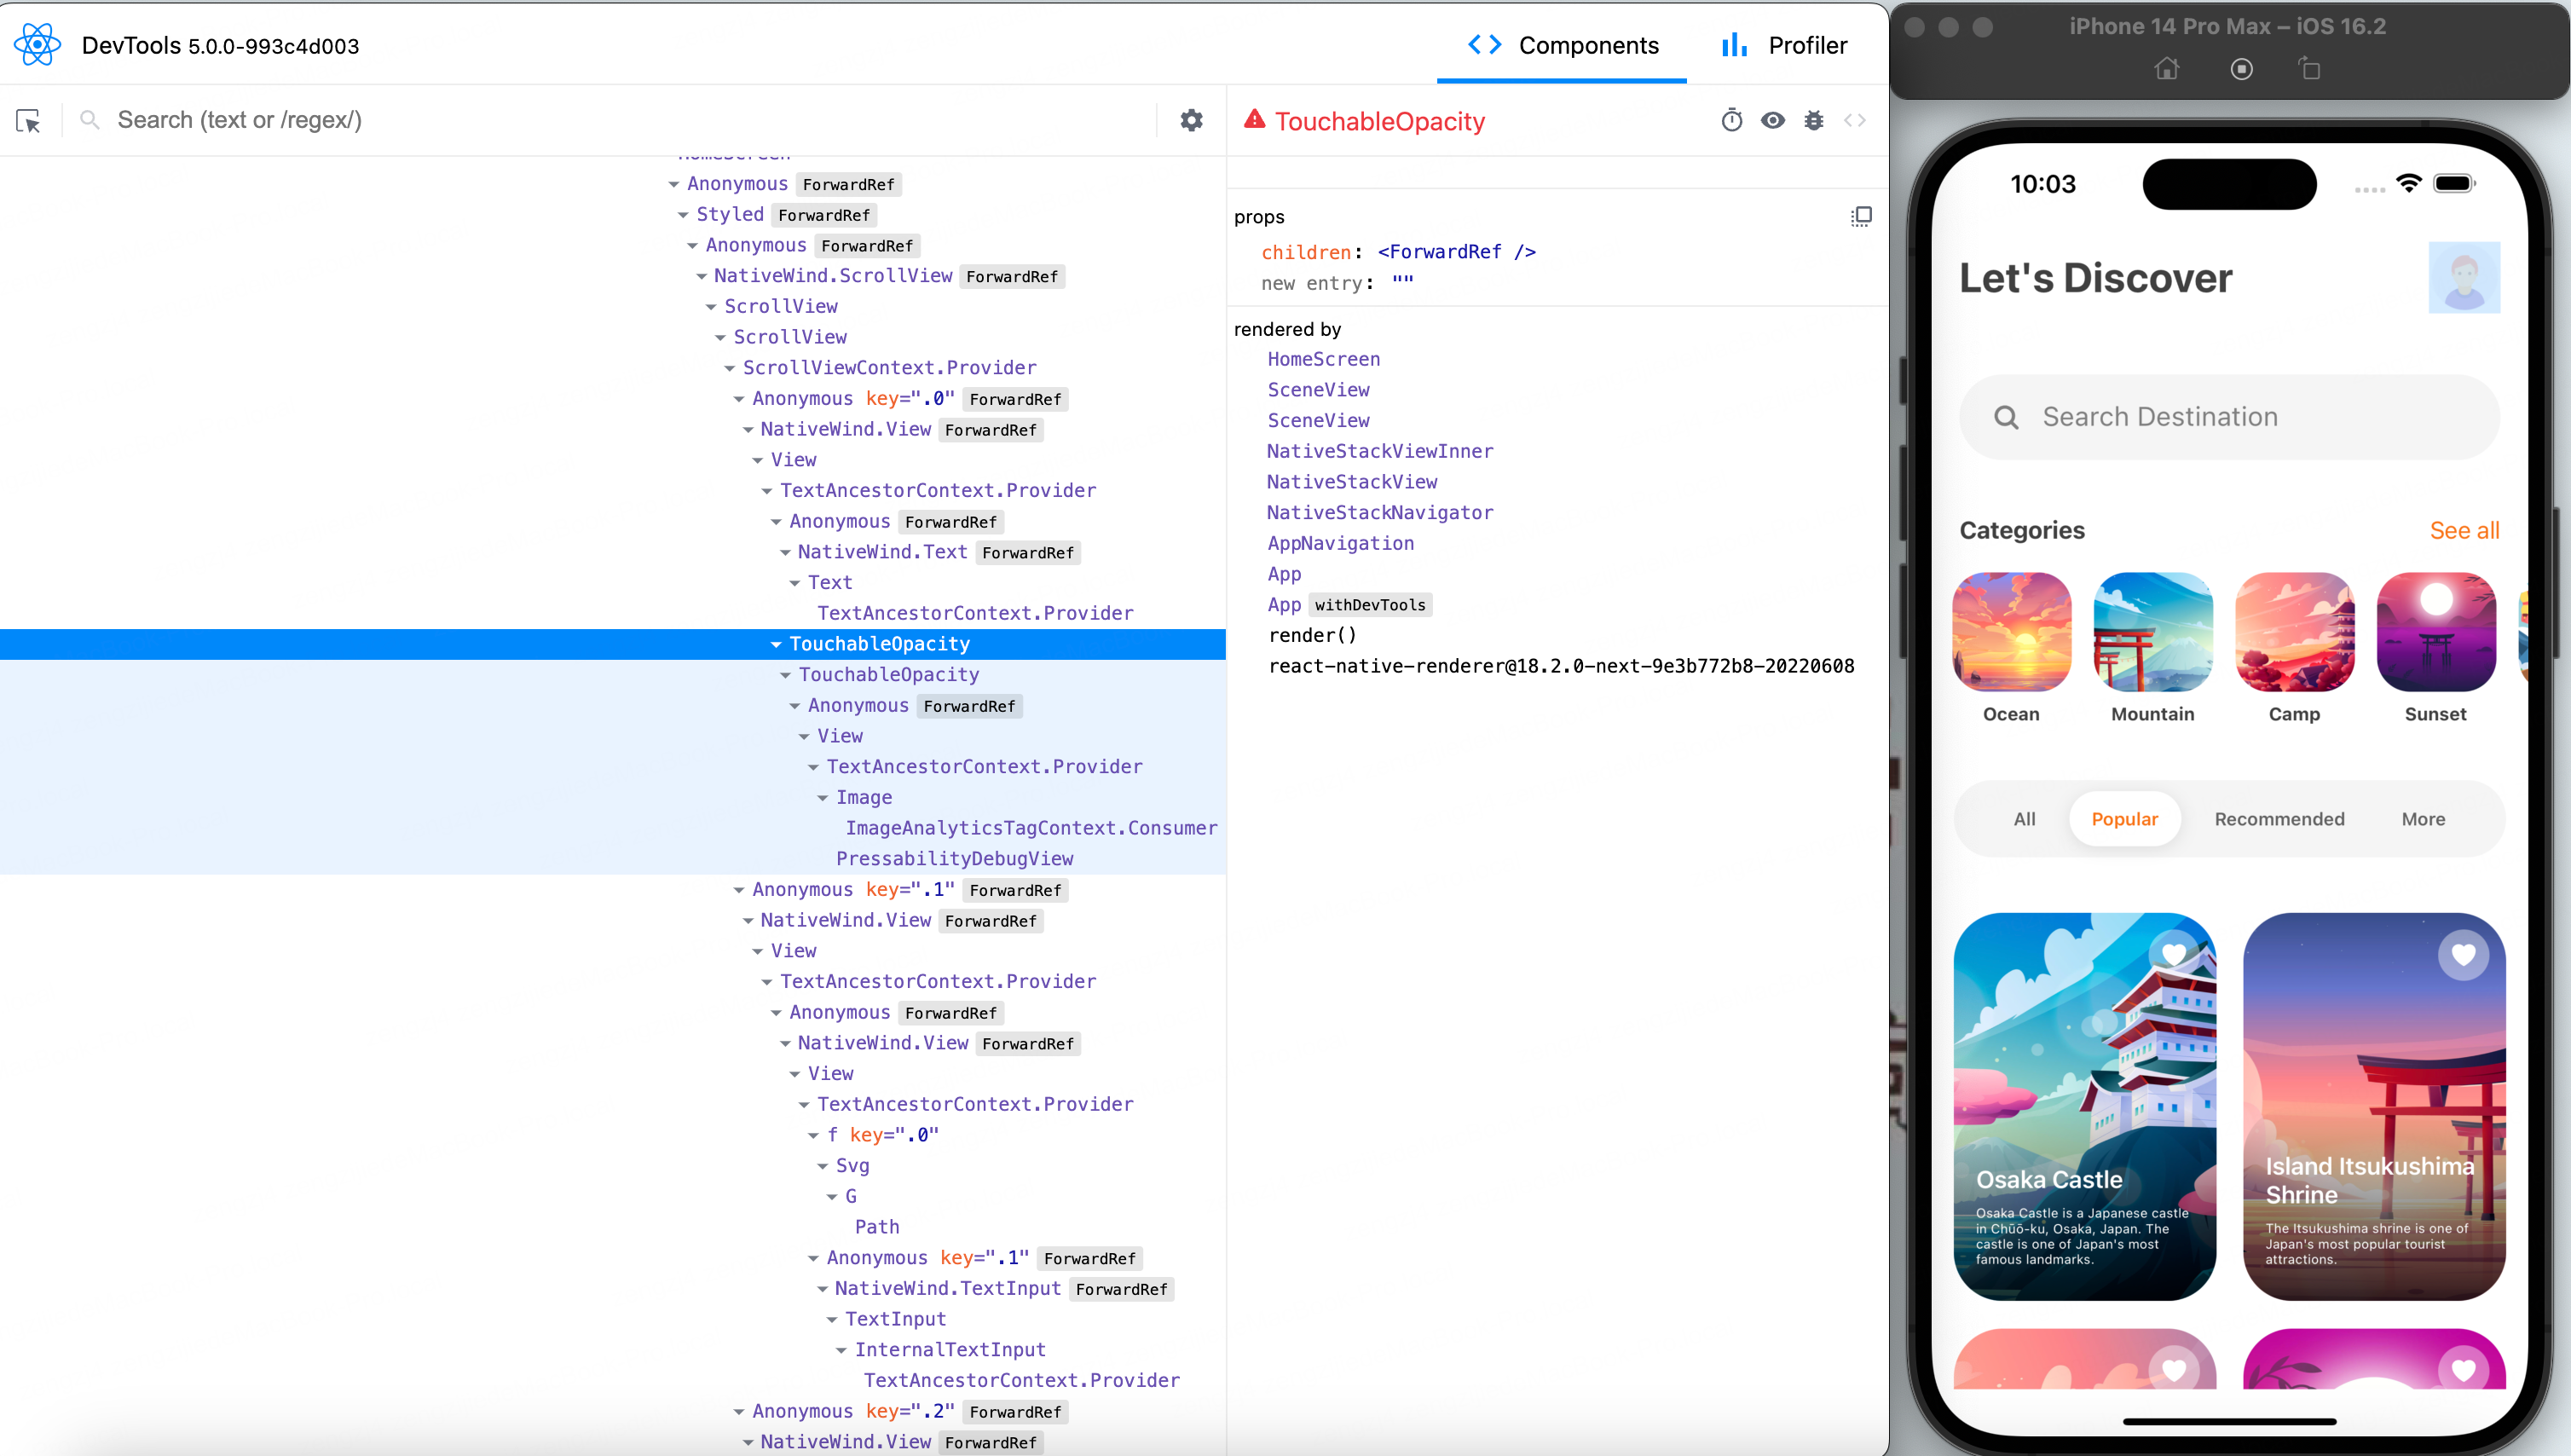 DevTools 5.0.0-993c4d003
Components
Profiler
Search (text or /regex/)
HomeScreen
Anonymous ForwardRef
Styled ForwardRef
Anonymous ForwardRef
NativeWind.ScrollView ForwardRef
ScrollView
ScrollView
ScrollViewContext.Provider
Anonymous key=".0" ForwardRef
NativeWind.View ForwardRef
View
TextAncestorContext.Provider
Anonymous ForwardRef
NativeWind.Text ForwardRef
Text
TextAncestorContext.Provider
TouchableOpacity
TouchableOpacity
Anonymous ForwardRef
View
TextAncestorContext.Provider
Image
ImageAnalyticsTagContext.Consumer
PressabilityDebugView
Anonymous key=".1" ForwardRef
NativeWind.View ForwardRef
View
TextAncestorContext.Provider
Anonymous ForwardRef
NativeWind.View ForwardRef
View
TextAncestorContext.Provider
f key=".0"
Svg
G
Path
Anonymous key=".1" ForwardRef
NativeWind.TextInput ForwardRef
TextInput
InternalTextInput
TextAncestorContext.Provider
Anonymous key=".2" ForwardRef
NativeWind.View ForwardRef
TouchableOpacity
props
children: <ForwardRef />
new entry: ""
rendered by
HomeScreen
SceneView
SceneView
NativeStackViewInner
NativeStackView
NativeStackNavigator
AppNavigation
App
App withDevTools
render()
react-native-renderer@18.2.0-next-9e3b772b8-20220608
iPhone 14 Pro Max – iOS 16.2
10:03
Let's Discover
Search Destination
Categories
See all
Ocean
Mountain
Camp
Sunset
All
Popular
Recommended
More
Osaka Castle
Osaka Castle is a Japanese castle
in Chūō-ku, Osaka, Japan. The
castle is one of Japan's most
famous landmarks.
Island Itsukushima
Shrine
The Itsukushima shrine is one of
Japan's most popular tourist
attractions.